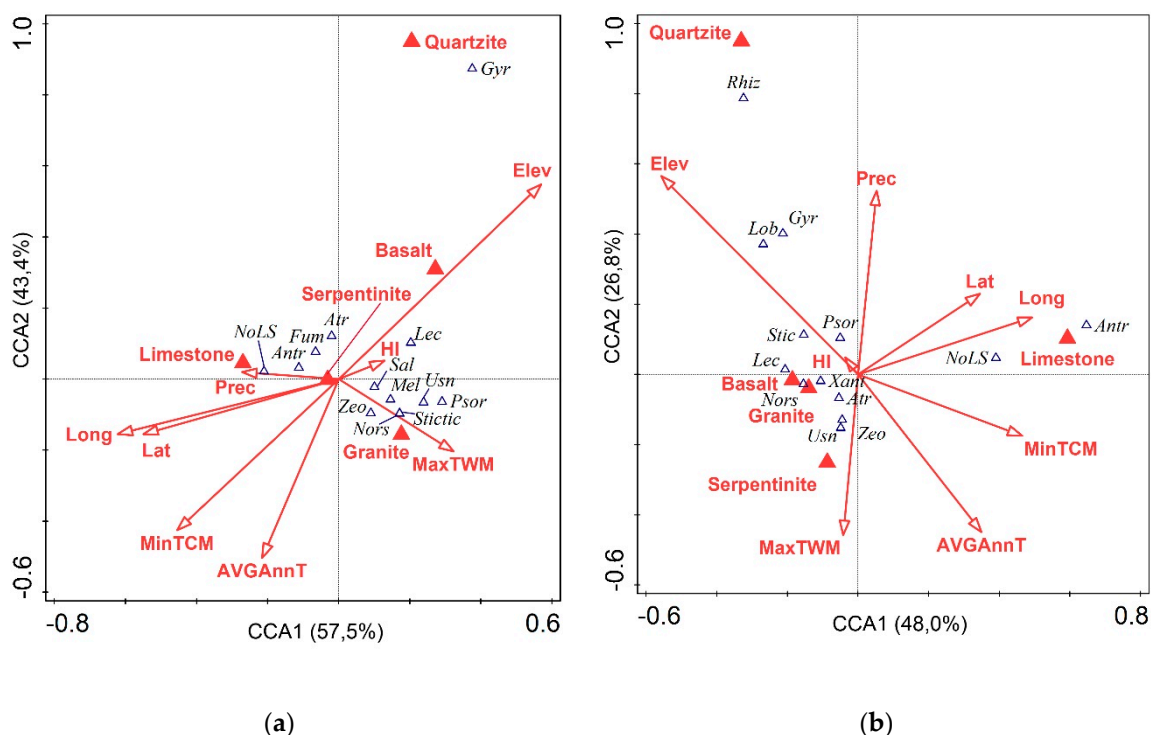 1.0
CCA2 (43,4%)
-0.6
Quartzite
Gyr
Elev
Basalt
Serpentinite
Atr
Fum
NoLS
Antr
Lec
Limestone
HI
Prec
Sal
Mel
Usn
Psor
Zeo
Nors
Stictic
Long
Lat
Granite
MaxTWM
MinTCM
AVGAnnT
-0.8
CCA1 (57,5%)
0.6
(a)
1.0
CCA2 (26,8%)
-0.6
Quartzite
Rhiz
Elev
Prec
Gyr
Lob
Lat
Long
Antr
Stic
Psor
Limestone
NoLS
Lec
HI
Basalt
Xant
Nors
Atr
Granite
Usn
Zeo
MinTCM
Serpentinite
MaxTWM
AVGAnnT
-0.6
CCA1 (48,0%)
0.8
(b)